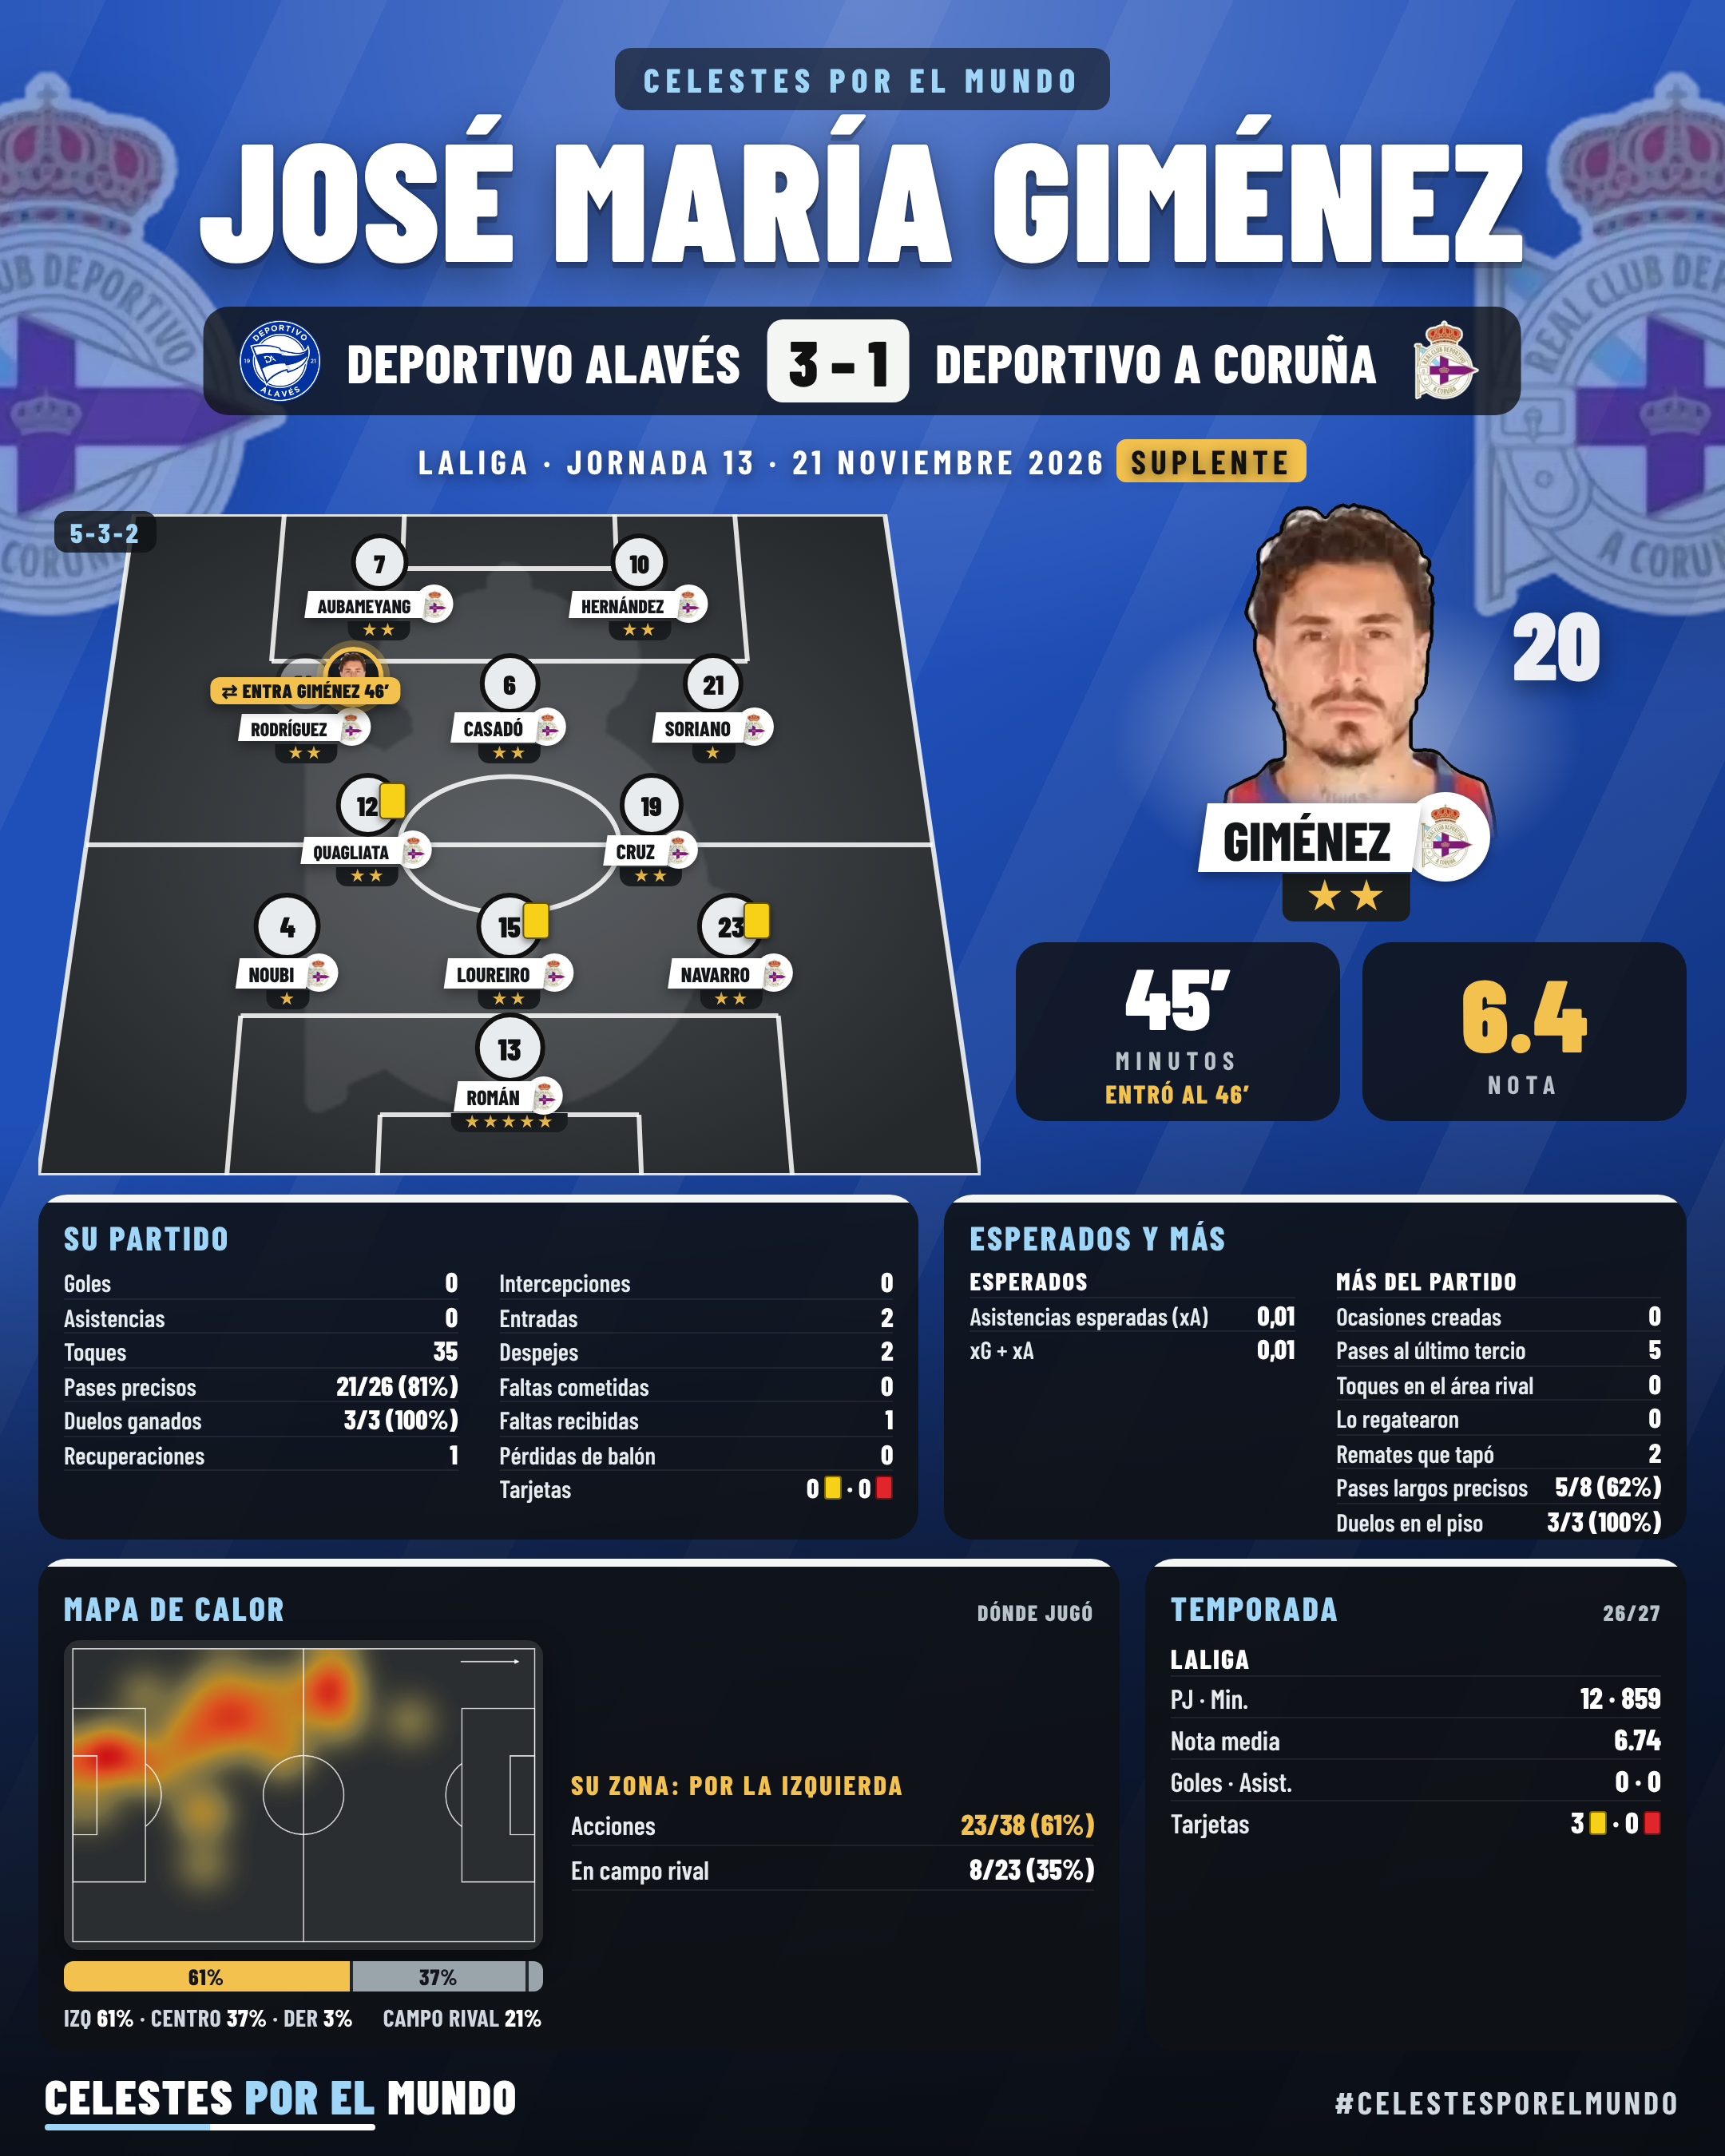 CELESTES POR EL MUNDO
JOSÉ MARÍA GIMÉNEZ
DEPORTIVO ALAVÉS 3 - 1 DEPORTIVO A CORUÑA
LALIGA · JORNADA 13 · 21 NOVIEMBRE 2026 SUPLENTE
5-3-2
7 10
AUBAMEYANG HERNÁNDEZ
⇄ ENTRA GIMÉNEZ 46'
6 21
RODRÍGUEZ CASADÓ SORIANO
12 19
QUAGLIATA CRUZ
4 15 23
NOUBI LOUREIRO NAVARRO
13
ROMÁN
20
GIMÉNEZ
45'
MINUTOS
ENTRÓ AL 46'
6.4
NOTA
SU PARTIDO
Goles 0
Asistencias 0
Toques 35
Pases precisos 21/26 (81%)
Duelos ganados 3/3 (100%)
Recuperaciones 1
Intercepciones 0
Entradas 2
Despejes 2
Faltas cometidas 0
Faltas recibidas 1
Pérdidas de balón 0
Tarjetas 0 · 0
ESPERADOS Y MÁS
ESPERADOS
Asistencias esperadas (xA) 0,01
xG + xA 0,01
MÁS DEL PARTIDO
Ocasiones creadas 0
Pases al último tercio 5
Toques en el área rival 0
Lo regatearon 0
Remates que tapó 2
Pases largos precisos 5/8 (62%)
Duelos en el piso 3/3 (100%)
MAPA DE CALOR
DÓNDE JUGÓ
SU ZONA: POR LA IZQUIERDA
Acciones 23/38 (61%)
En campo rival 8/23 (35%)
61% 37%
IZQ 61% · CENTRO 37% · DER 3% CAMPO RIVAL 21%
TEMPORADA 26/27
LALIGA
PJ · Min. 12 · 859
Nota media 6.74
Goles · Asist. 0 · 0
Tarjetas 3 · 0
CELESTES POR EL MUNDO
#CELESTESPORELMUNDO